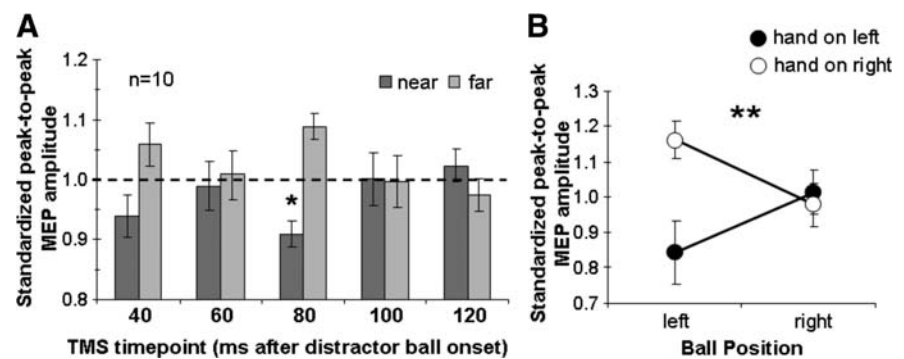 A
Standardized peak-to-peak
MEP amplitude
1.2
1.1
1.0
0.9
0.8
n=10
near far
*
40 60 80 100 120
TMS timepoint (ms after distractor ball onset)
B
hand on left
hand on right
Standardized peak-to-peak
MEP amplitude
1.3
1.2
1.1
1.0
0.9
0.8
0.7
**
left right
Ball Position